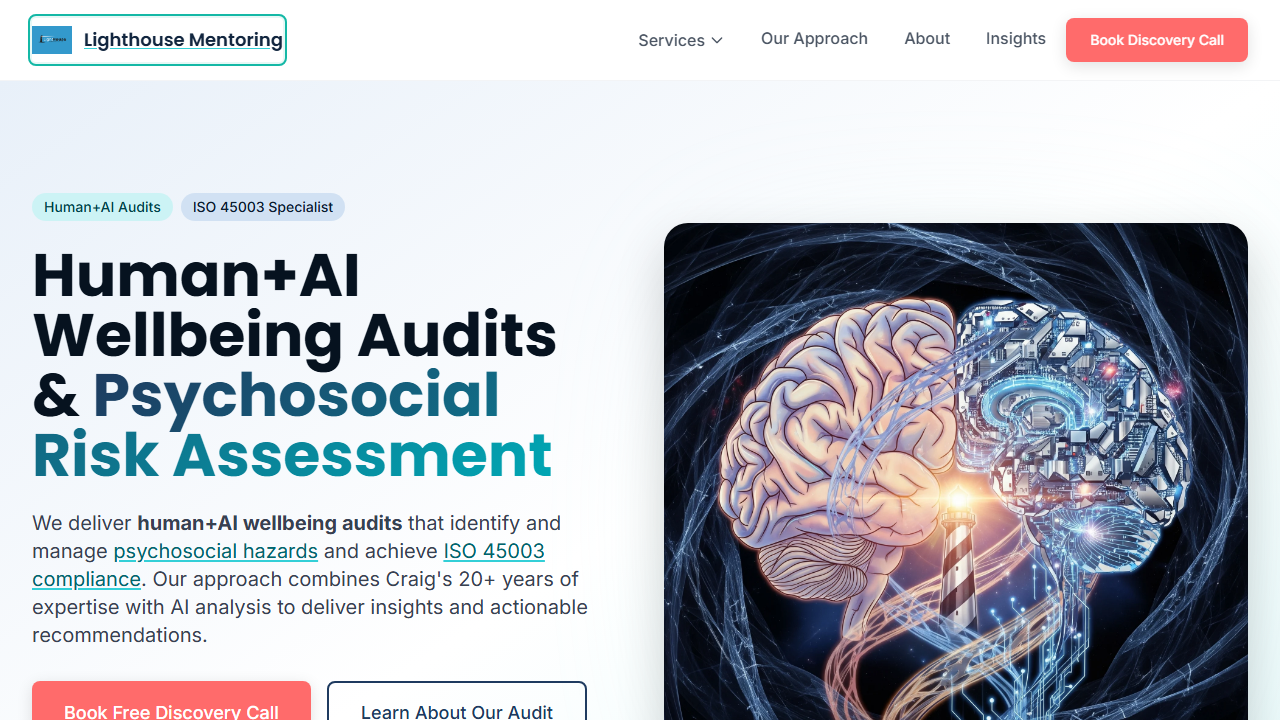 Lighthouse Mentoring
Services
Our Approach
About
Insights
Book Discovery Call
Human+AI Audits
ISO 45003 Specialist
Human+AI
Wellbeing Audits
& Psychosocial
Risk Assessment
We deliver human+AI wellbeing audits that identify and
manage psychosocial hazards and achieve ISO 45003
compliance. Our approach combines Craig's 20+ years of
expertise with AI analysis to deliver insights and actionable
recommendations.
Book Free Discovery Call
Learn About Our Audit